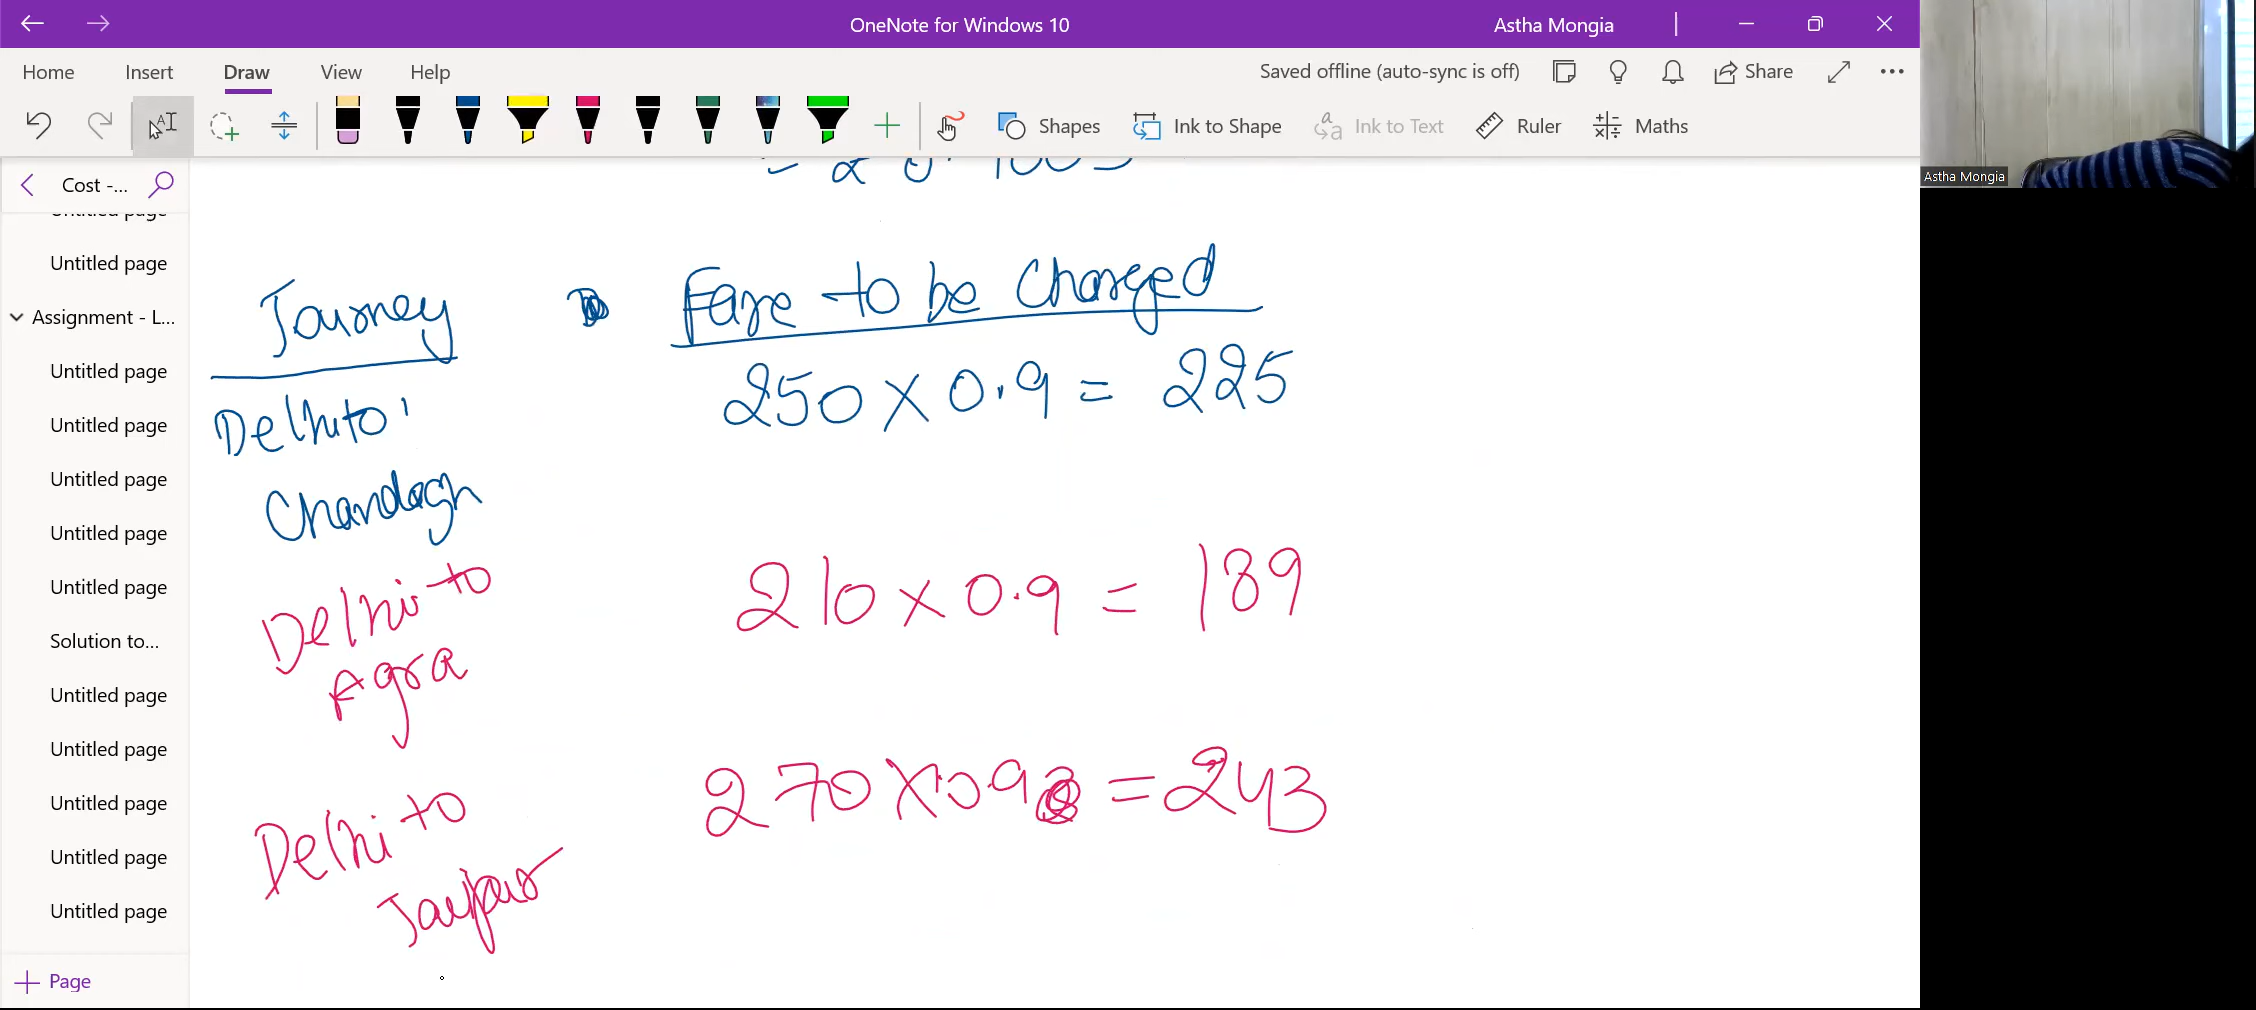 OneNote for Windows 10
Astha Mongia
Home Insert Draw View Help
Saved offline (auto-sync is off) Share
Shapes Ink to Shape Ink to Text Ruler Maths
Astha Mongia
Cost -...
Untitled page
Untitled page
Assignment - L...
Untitled page
Untitled page
Untitled page
Untitled page
Untitled page
Solution to...
Untitled page
Untitled page
Untitled page
Untitled page
Untitled page
Page
Journey Fare to be Charged
Delhi to 250 × 0.9 = 225
Chandagh
Delhi to 210 × 0.9 = 189
Agra
Delhi to 270 × 0.9 = 243
Jaipur